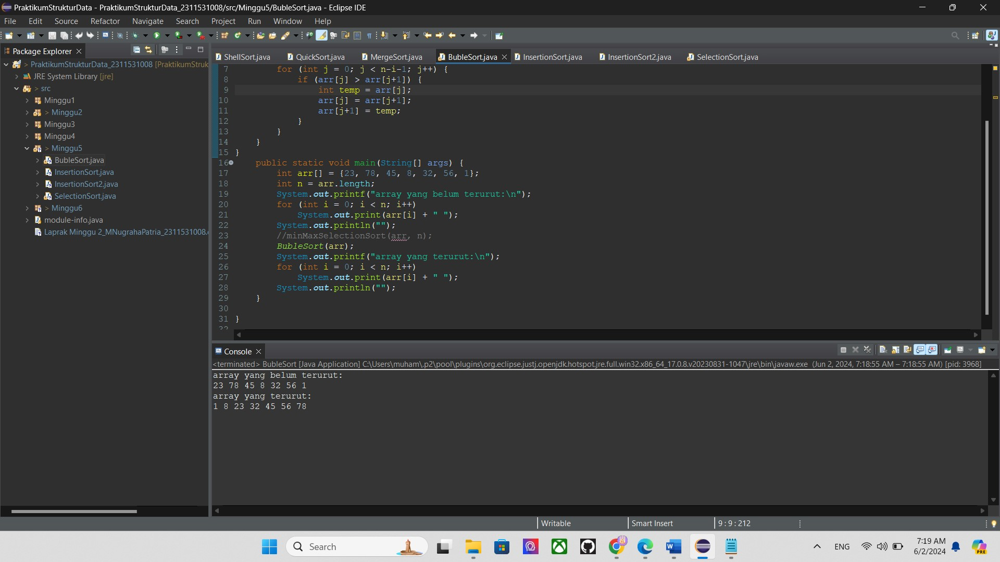 PraktikumStrukturData - PraktikumStrukturData_2311531008/src/Minggu5/BubleSort.java - Eclipse IDE
File Edit Source Refactor Navigate Search Project Run Window Help
Package Explorer
> PraktikumStrukturData_2311531008 [PraktikumStruk
JRE System Library [jre]
> src
Minggu1
> Minggu2
Minggu3
Minggu4
> Minggu5
BubleSort.java
InsertionSort.java
InsertionSort2.java
SelectionSort.java
> Minggu6
module-info.java
Laprak Minggu 2_MNugrahaPatria_2311531008.
ShellSort.java QuickSort.java MergeSort.java BubleSort.java InsertionSort.java InsertionSort2.java SelectionSort.java
7 for (int j = 0; j < n-i-1; j++) {
8 if (arr[j] > arr[j+1]) {
9 int temp = arr[j];
10 arr[j] = arr[j+1];
11 arr[j+1] = temp;
12 }
13 }
14 }
15 }
16 public static void main(String[] args) {
17 int arr[] = {23, 78, 45, 8, 32, 56, 1};
18 int n = arr.length;
19 System.out.printf("array yang belum terurut:\n");
20 for (int i = 0; i < n; i++)
21 System.out.print(arr[i] + " ");
22 System.out.println("");
23 //minMaxSelectionSort(arr, n);
24 BubleSort(arr);
25 System.out.printf("array yang terurut:\n");
26 for (int i = 0; i < n; i++)
27 System.out.print(arr[i] + " ");
28 System.out.println("");
29 }
30
31 }
32
Console
<terminated> BubleSort [Java Application] C:\Users\muham\.p2\pool\plugins\org.eclipse.justj.openjdk.hotspot.jre.full.win32.x86_64_17.0.8.v20230831-1047\jre\bin\javaw.exe (Jun 2, 2024, 7:18:55 AM – 7:18:55 AM) [pid: 3968]
array yang belum terurut:
23 78 45 8 32 56 1
array yang terurut:
1 8 23 32 45 56 78
Writable Smart Insert 9 : 9 : 212
Search
ENG
7:19 AM
6/2/2024
PRE